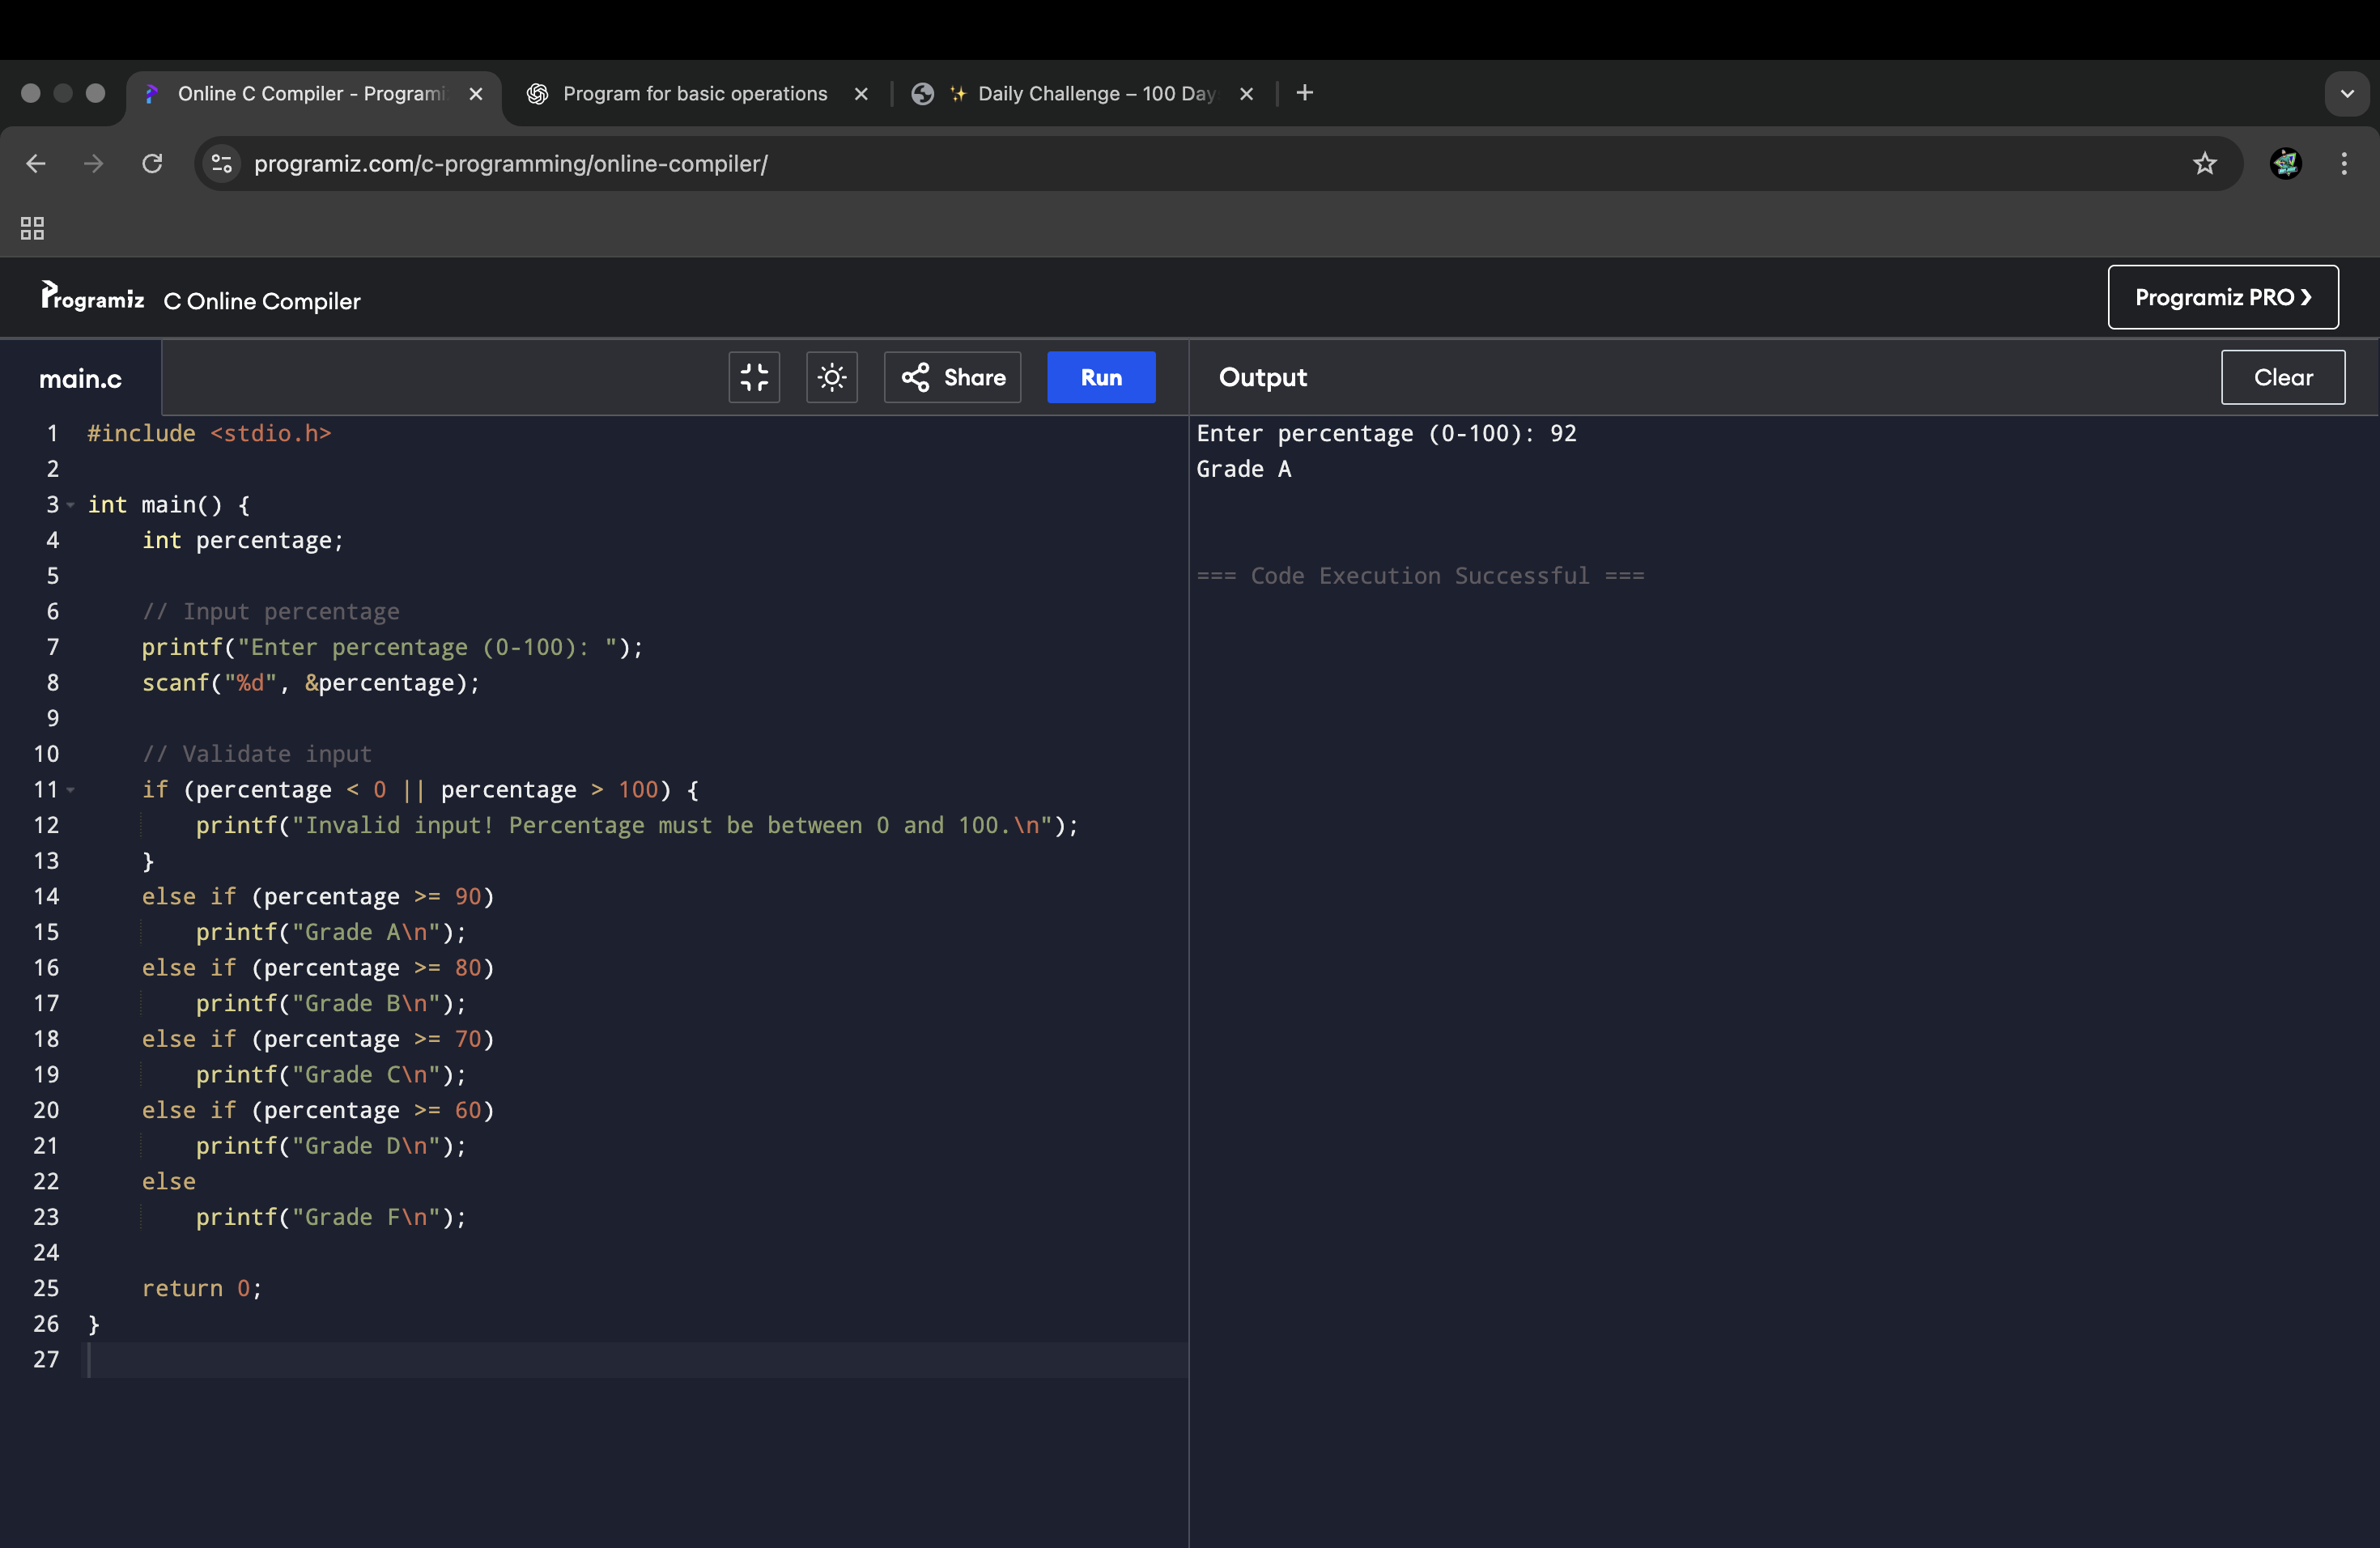 Online C Compiler - Programi
Program for basic operations
✨ Daily Challenge – 100 Day
programiz.com/c-programming/online-compiler/
Programiz C Online Compiler
Programiz PRO ❯
main.c
Share
Run
Output
Clear
1 #include <stdio.h>
2
3 int main() {
4     int percentage;
5
6     // Input percentage
7     printf("Enter percentage (0-100): ");
8     scanf("%d", &percentage);
9
10     // Validate input
11     if (percentage < 0 || percentage > 100) {
12         printf("Invalid input! Percentage must be between 0 and 100.\n");
13     }
14     else if (percentage >= 90)
15         printf("Grade A\n");
16     else if (percentage >= 80)
17         printf("Grade B\n");
18     else if (percentage >= 70)
19         printf("Grade C\n");
20     else if (percentage >= 60)
21         printf("Grade D\n");
22     else
23         printf("Grade F\n");
24
25     return 0;
26 }
27
Enter percentage (0-100): 92
Grade A
=== Code Execution Successful ===